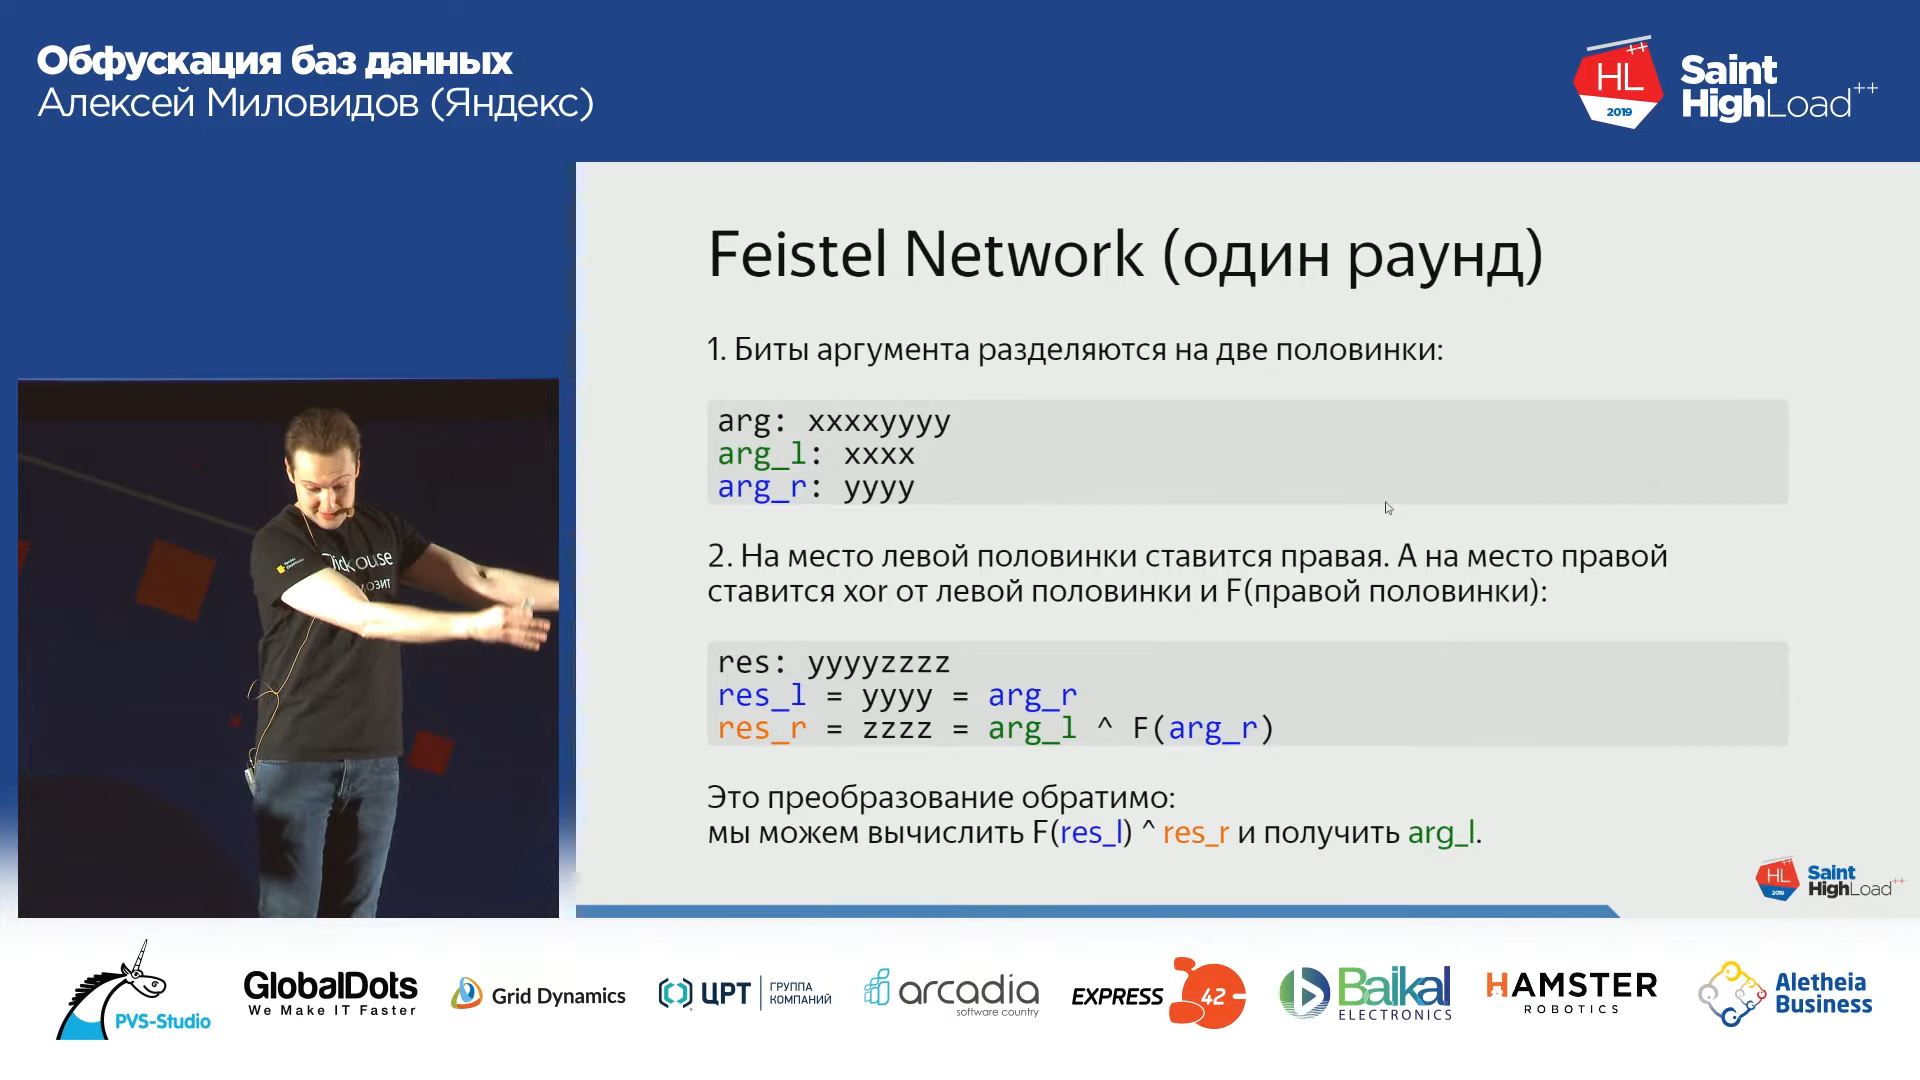 Обфускация баз данных
Алексей Миловидов (Яндекс)
++
HL
2019
Saint
HighLoad++
Feistel Network (один раунд)
1. Биты аргумента разделяются на две половинки:
arg: xxxxyyyy
arg_l: xxxx
arg_r: yyyy
2. На место левой половинки ставится правая. А на место правой
ставится xor от левой половинки и F(правой половинки):
res: yyyyzzzz
res_l = yyyy = arg_r
res_r = zzzz = arg_l ^ F(arg_r)
Это преобразование обратимо:
мы можем вычислить F(res_l) ^ res_r и получить arg_l.
HL
2019
Saint
HighLoad++
PVS-Studio
GlobalDots
We Make IT Faster
Grid Dynamics
ЦРТ
ГРУППА
КОМПАНИЙ
arcadia
software country
EXPRESS 42
Baikal
ELECTRONICS
HAMSTER
ROBOTICS
Aletheia
Business